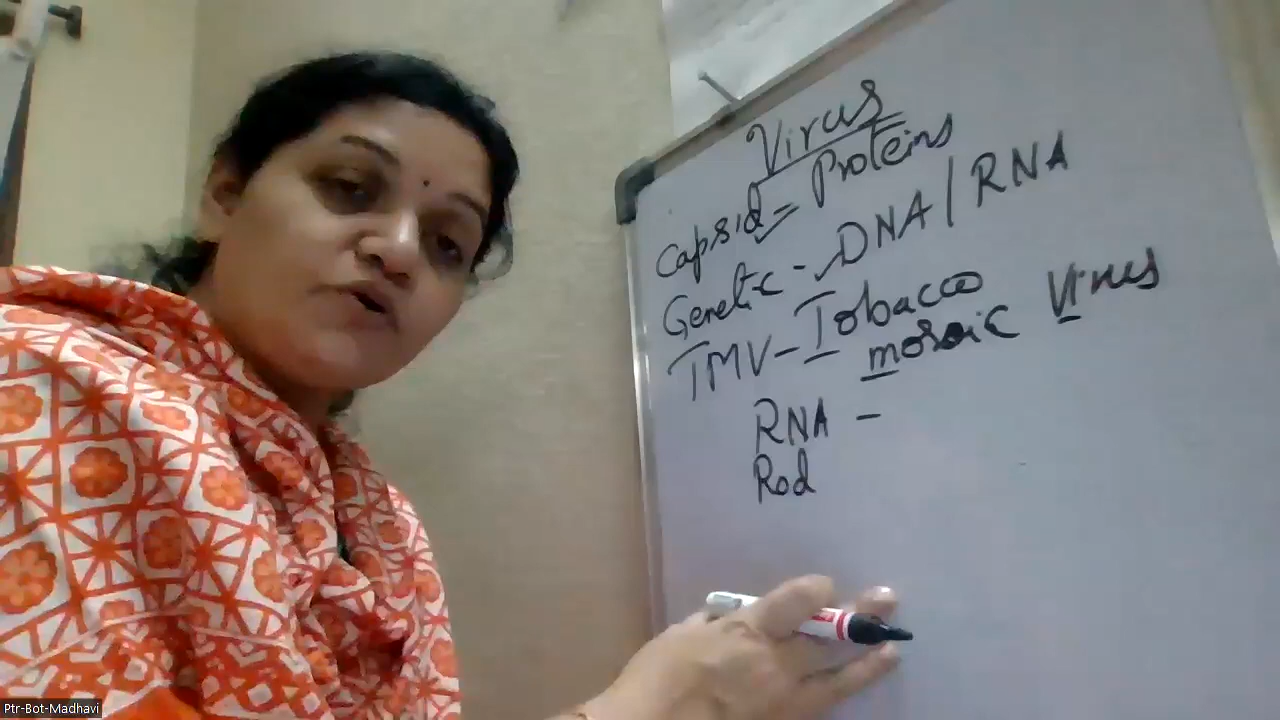 Virus
Capsid = Proteins
Genetic - DNA / RNA
TMV - Tobacco
mosaic Virus
RNA -
Rod
Ptr-Bot-Madhavi